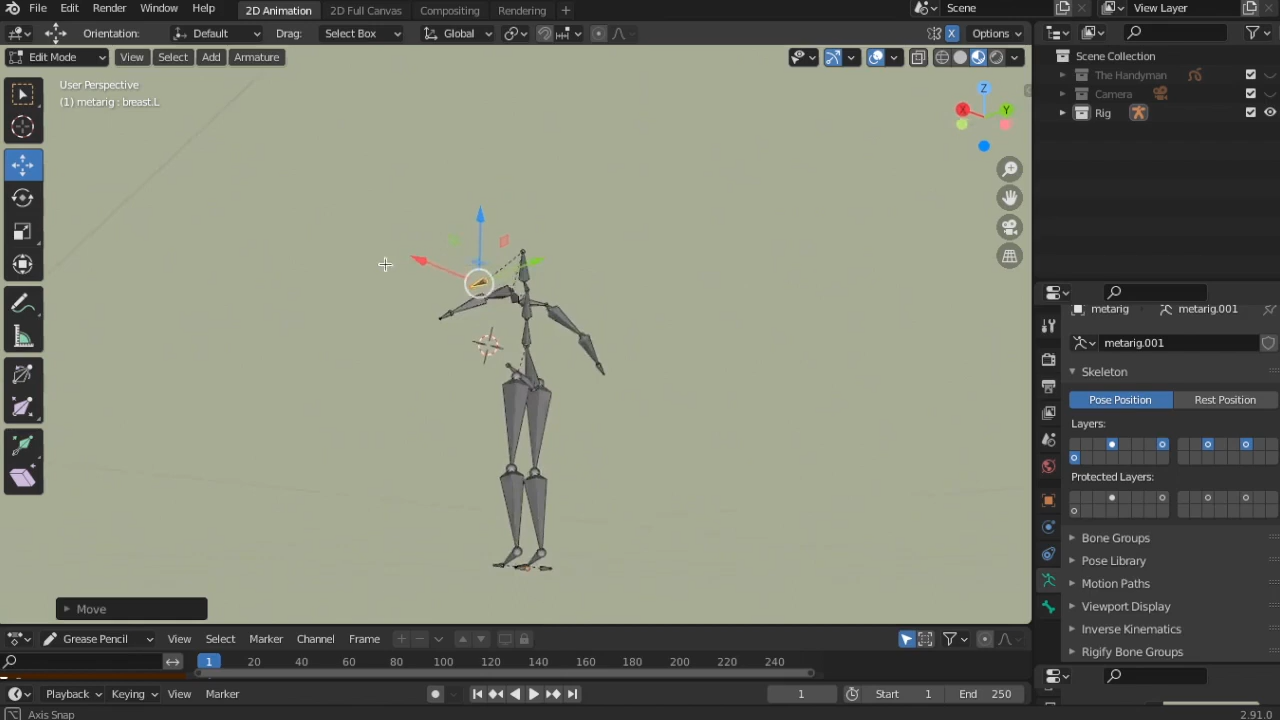 File Edit Render Window Help 2D Animation 2D Full Canvas Compositing Rendering + Scene View Layer
Orientation: Default Drag: Select Box Global X Options
Edit Mode View Select Add Armature
User Perspective
(1) metarig : breast.L
Z
X Y
Scene Collection
The Handyman
Camera
Rig
metarig metarig.001
metarig.001
Skeleton
Pose Position Rest Position
Layers:
Protected Layers:
Bone Groups
Pose Library
Motion Paths
Viewport Display
Inverse Kinematics
Rigify Bone Groups
Move
Grease Pencil View Select Marker Channel Frame
1 20 40 60 80 100 120 140 160 180 200 220 240
Playback Keying View Marker 1 Start 1 End 250
Axis Snap 2.91.0